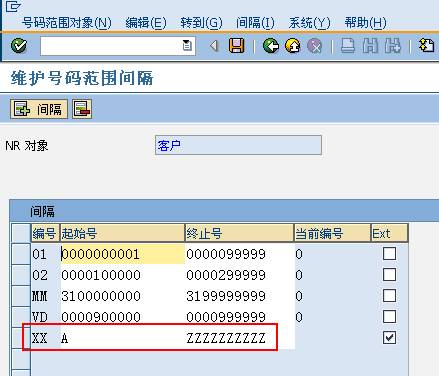 号码范围对象(N) 编辑(E) 转到(G) 间隔(I) 系统(Y) 帮助(H)
维护号码范围间隔
间隔
NR 对象 客户
间隔
编号 起始号 终止号 当前编号 Ext
01 0000000001 0000099999 0
02 0000100000 0000299999 0
MM 3100000000 3199999999 0
VD 0000900000 0000999999 0
XX A ZZZZZZZZZZ